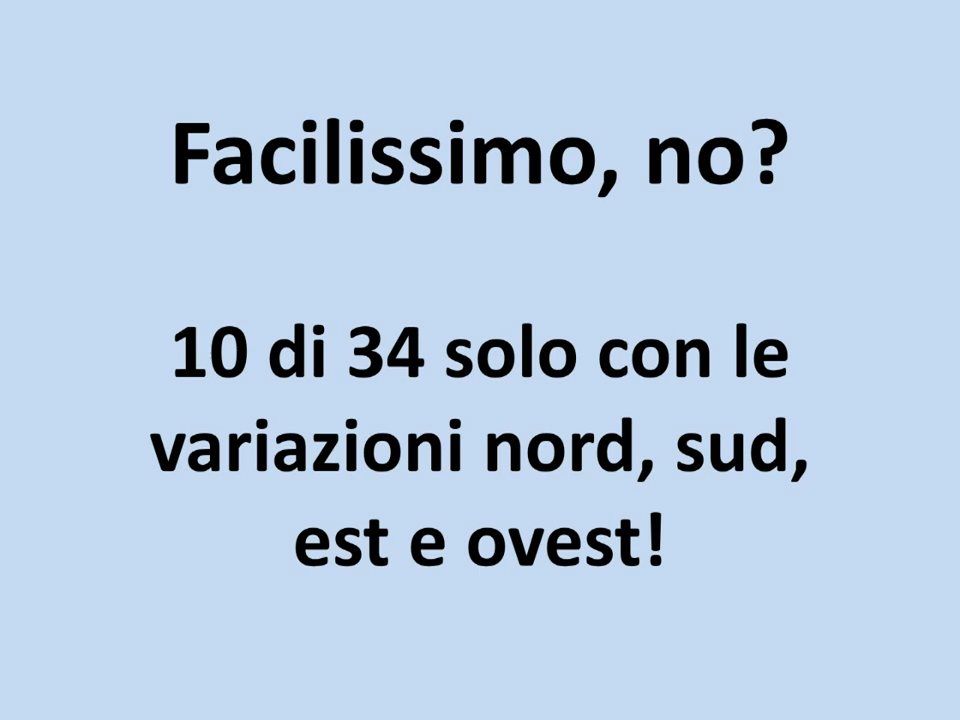 Facilissimo, no?
10 di 34 solo con le
variazioni nord, sud,
est e ovest!